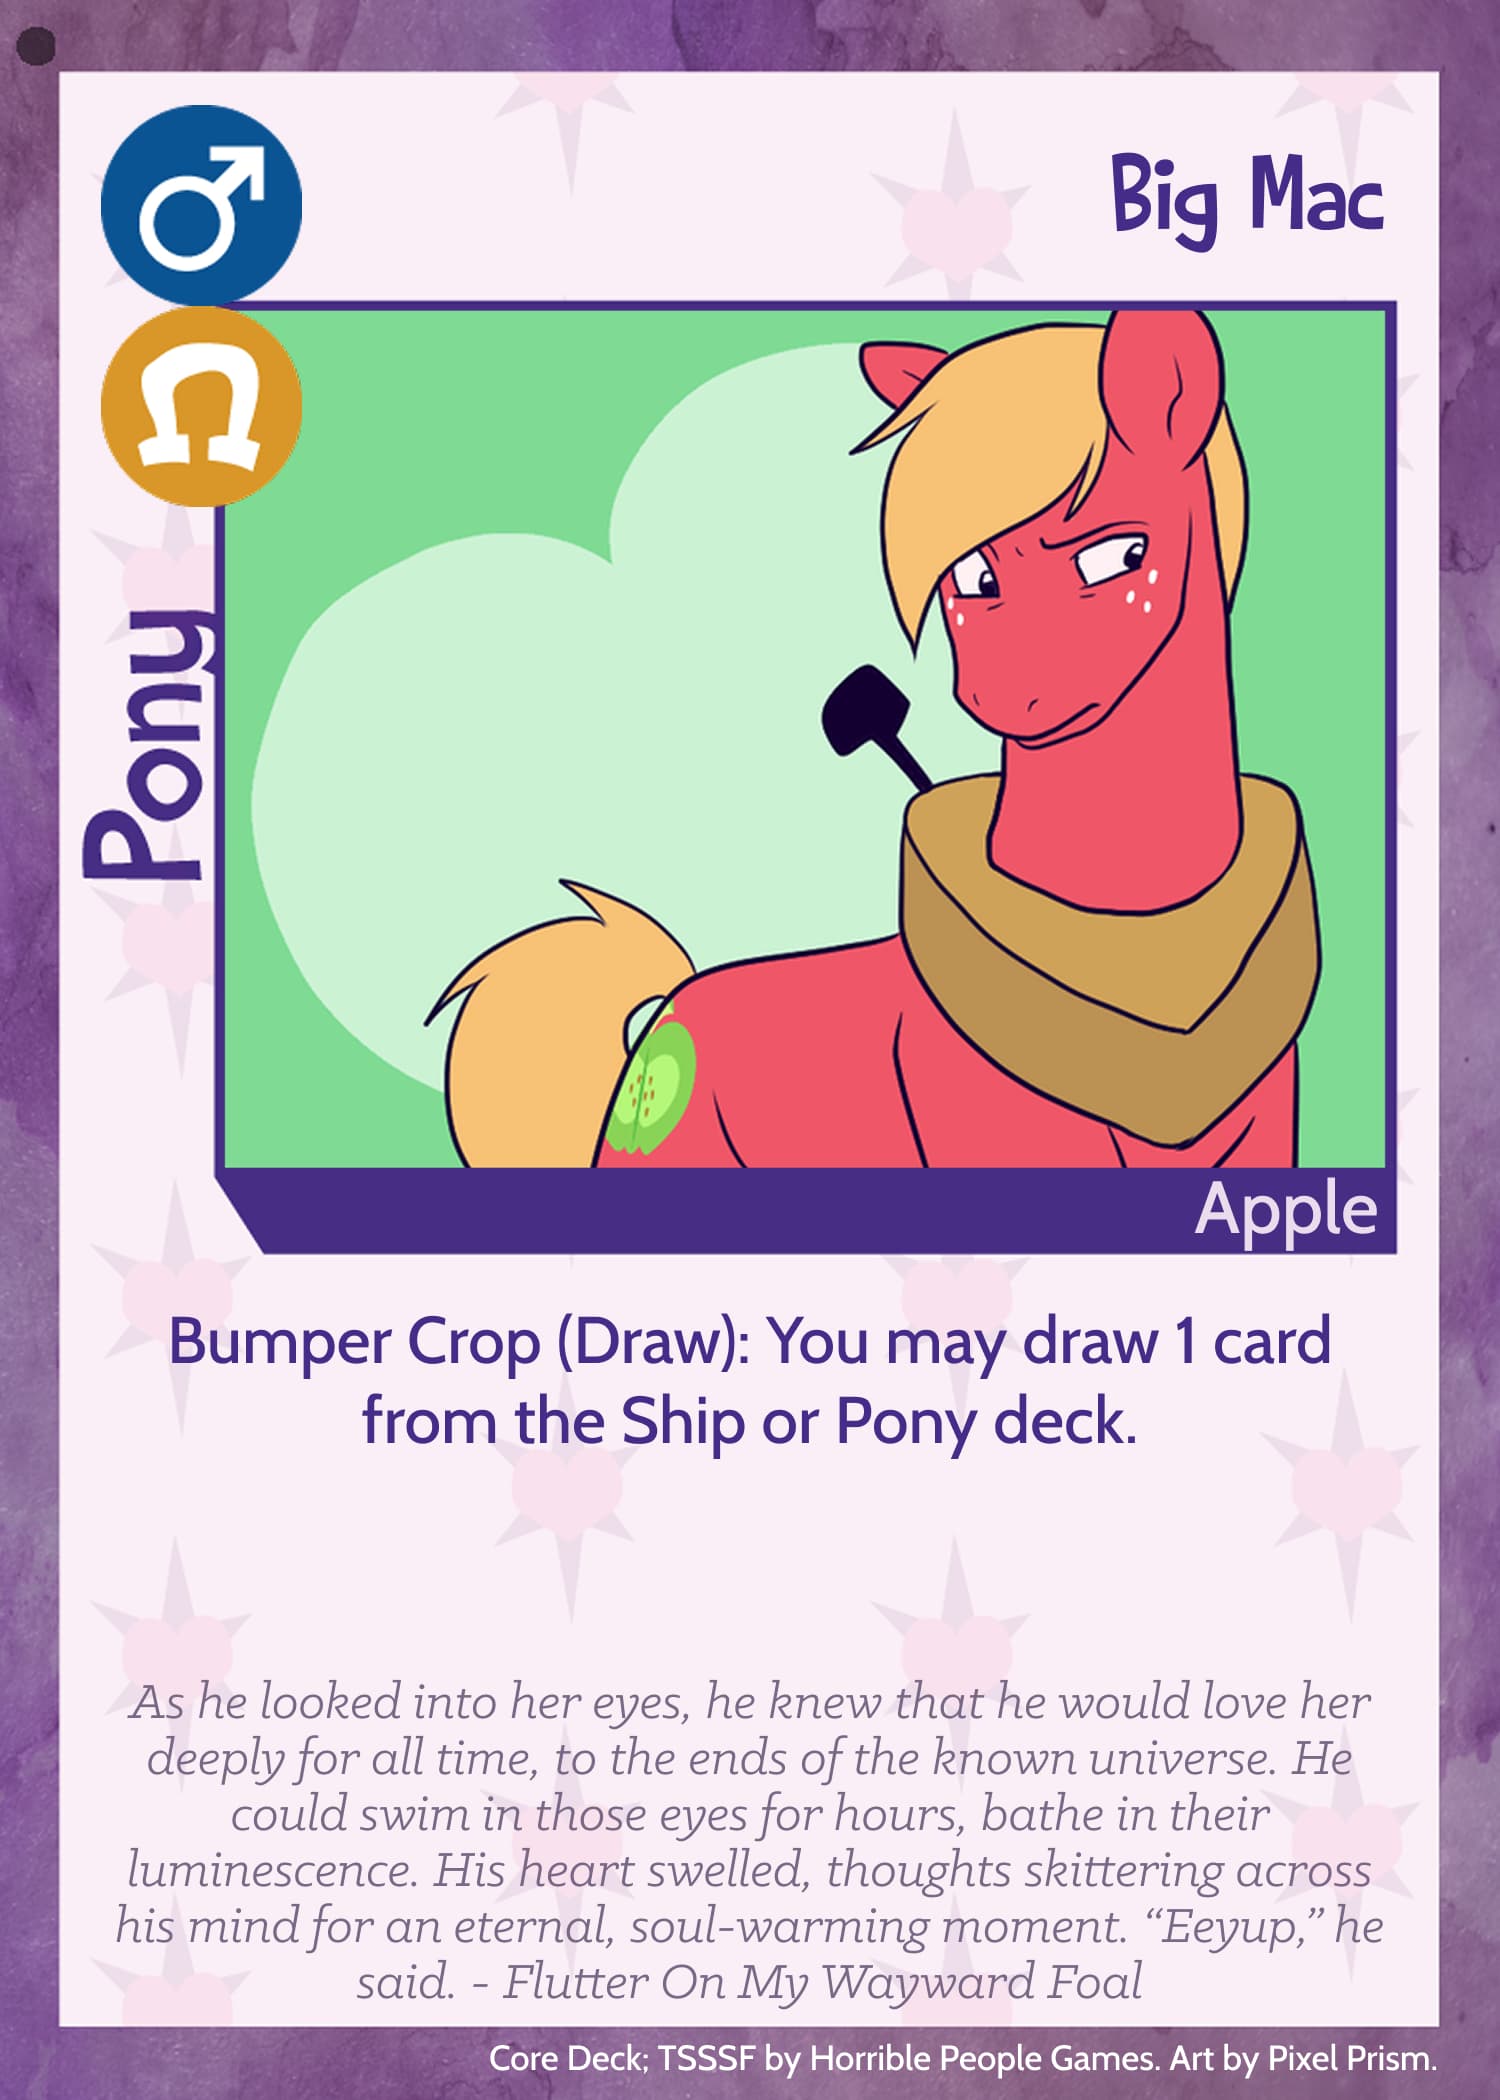 Big Mac
Pony
Apple
Bumper Crop (Draw): You may draw 1 card
from the Ship or Pony deck.
As he looked into her eyes, he knew that he would love her
deeply for all time, to the ends of the known universe. He
could swim in those eyes for hours, bathe in their
luminescence. His heart swelled, thoughts skittering across
his mind for an eternal, soul-warming moment. “Eeyup,” he
said. - Flutter On My Wayward Foal
Core Deck; TSSSF by Horrible People Games. Art by Pixel Prism.